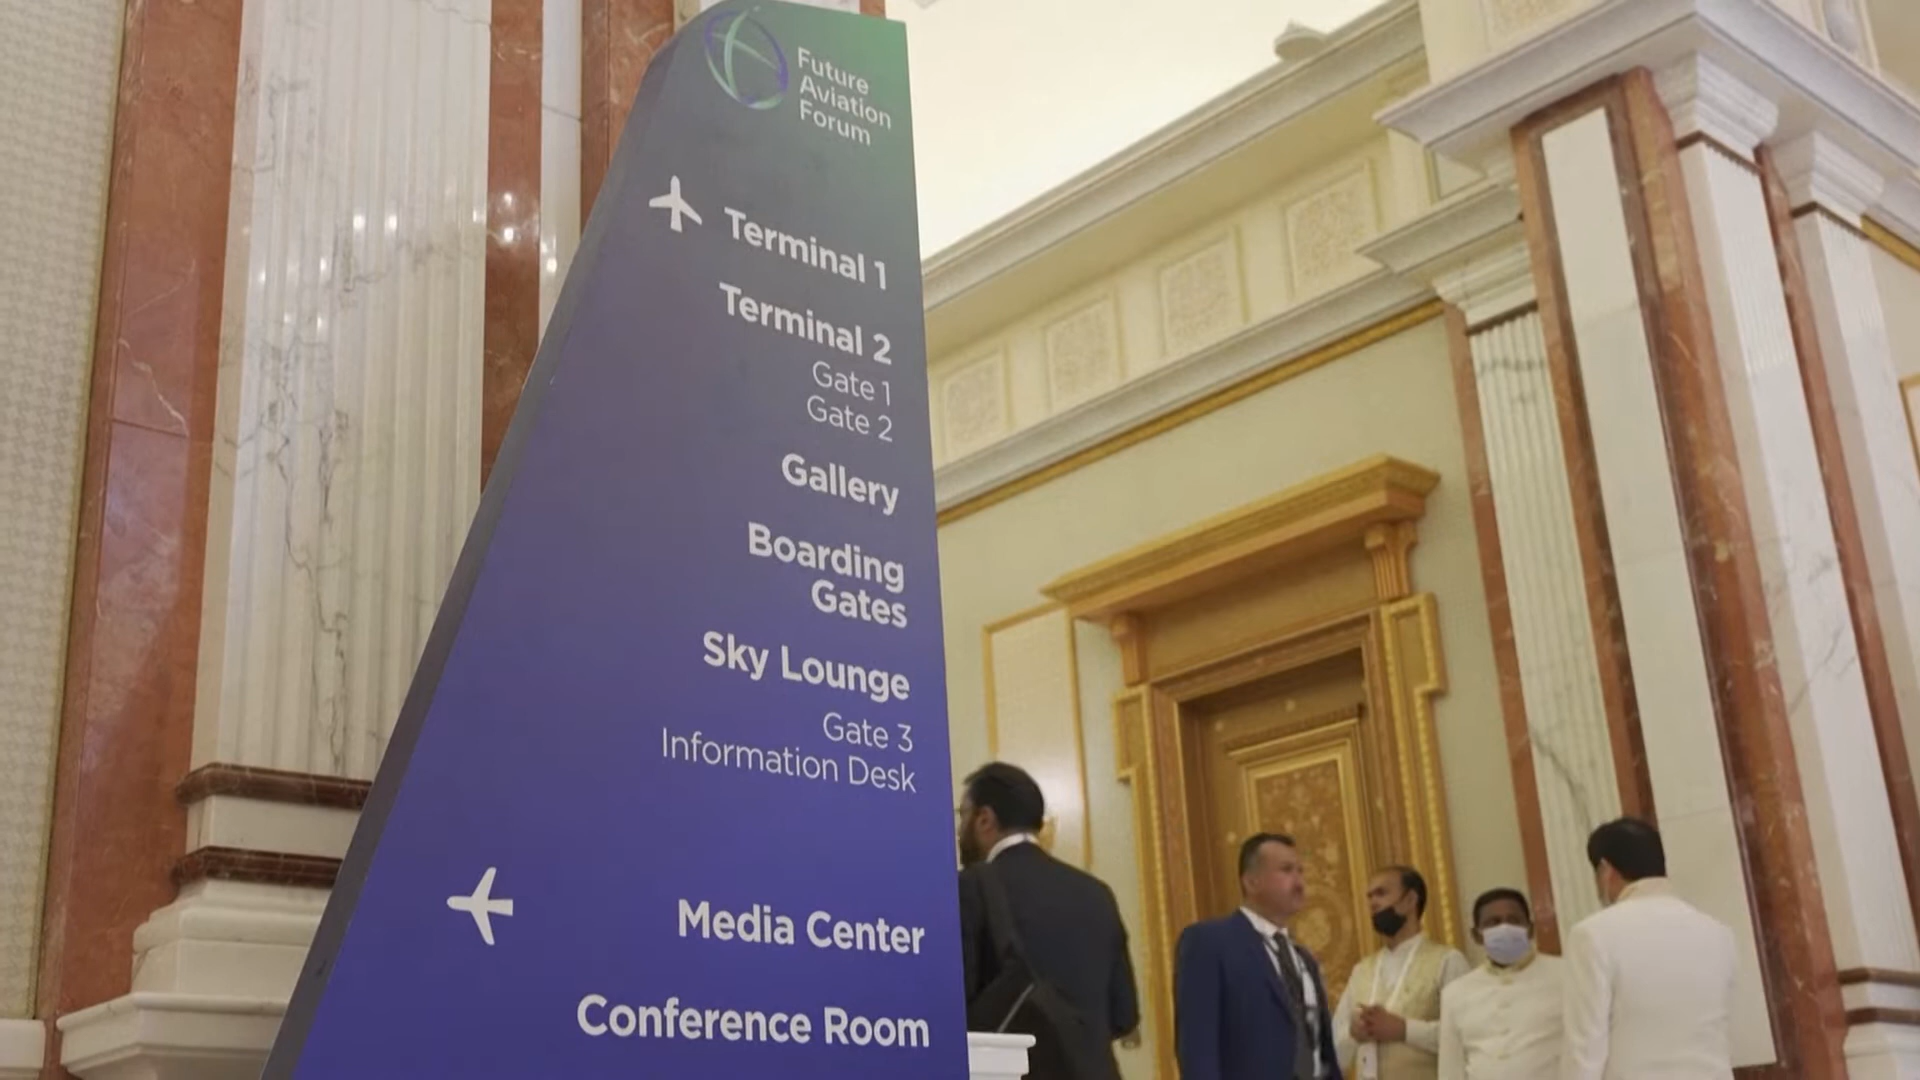 Future
Aviation
Forum
Terminal 1
Terminal 2
Gate 1
Gate 2
Gallery
Boarding
Gates
Sky Lounge
Gate 3
Information Desk
Media Center
Conference Room